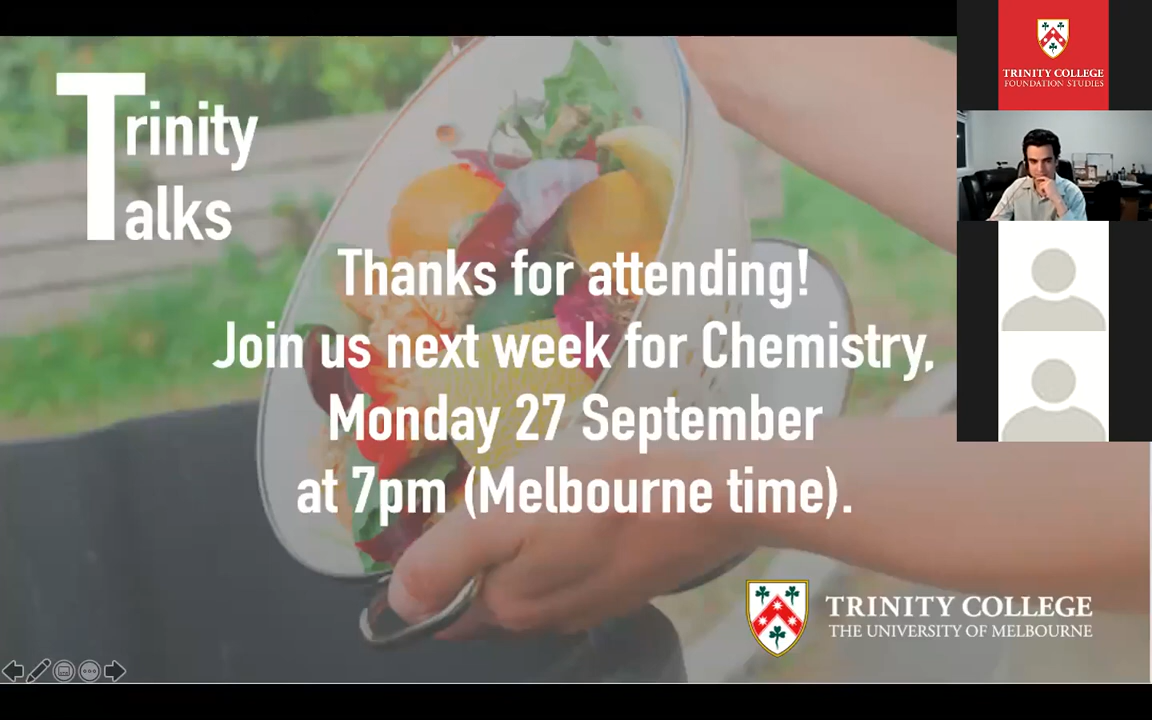 Trinity
Talks
Thanks for attending!
Join us next week for Chemistry,
Monday 27 September
at 7pm (Melbourne time).
TRINITY COLLEGE
THE UNIVERSITY OF MELBOURNE
TRINITY COLLEGE
FOUNDATION STUDIES